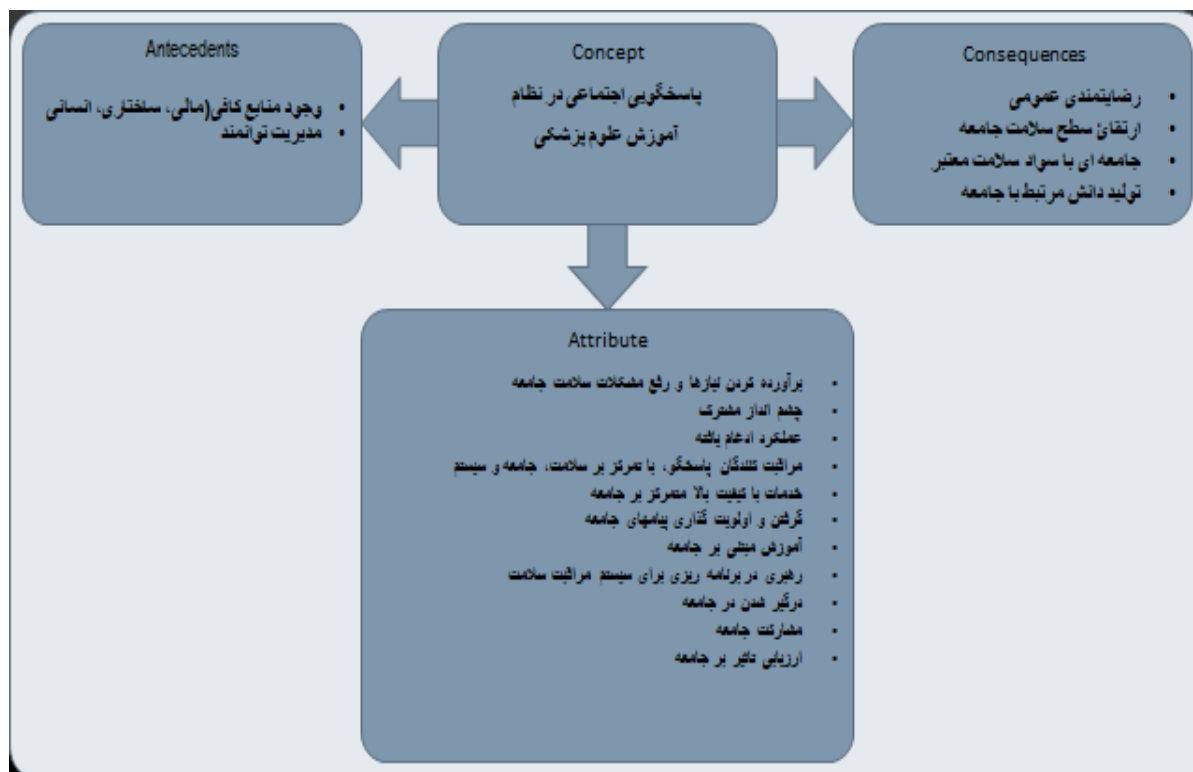 Antecedents
وجود منابع کافی(مالی، ساختاری، انسانی
مدیریت توانمند
Concept
پاسخگویی اجتماعی در نظام
آموزش علوم پزشکی
Consequences
رضایتمندی عمومی
ارتقائ سطح سلامت جامعه
جامعه ای با سواد سلامت معتبر
تولید دانش مرتبط با جامعه
Attribute
برآورده کردن نیازها و رفع مشکلات سلامت جامعه
چشم انداز مشترک
عملکرد ادغام یافته
مراقبت کنندگان پاسخگو، با تمرکز بر سلامت، جامعه و سیستم
خدمات با کیفیت بالا متمرکز بر جامعه
گرفتن و اولویت گذاری پیامهای جامعه
آموزش مبتنی بر جامعه
رهبری در برنامه ریزی برای سیستم مراقبت سلامت
درگیر شدن در جامعه
مشارکت جامعه
ارزیابی تاثیر بر جامعه